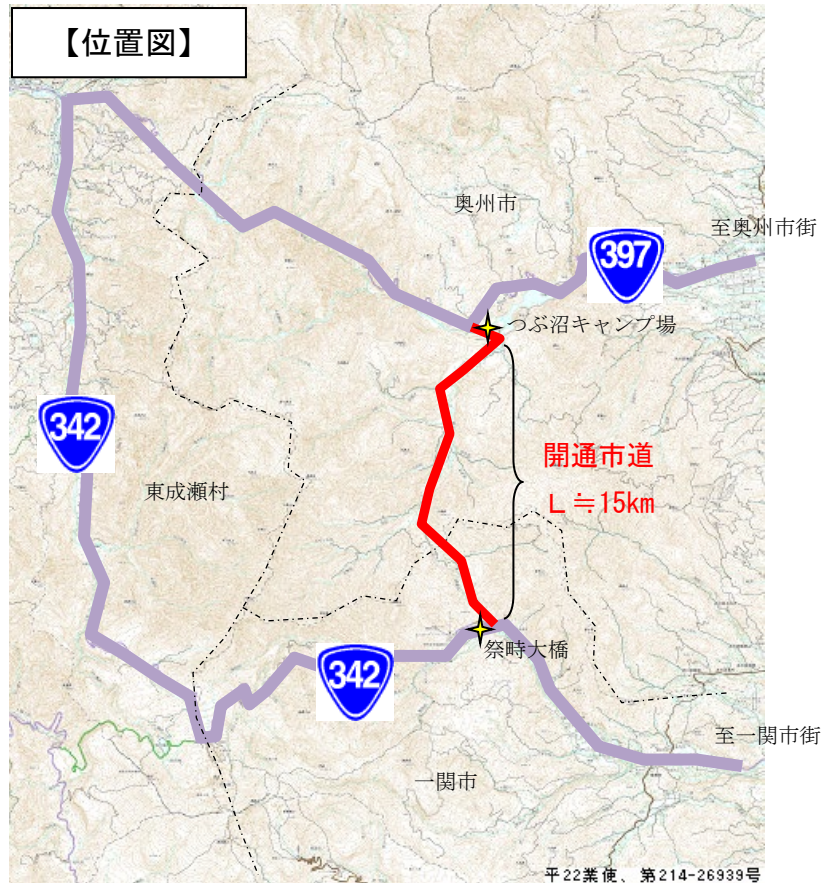 【位置図】
奥州市
至奥州市街
397
つぶ沼キャンプ場
342
開通市道
L≒15km
東成瀬村
祭畤大橋
342
至一関市街
一関市
平22業使、第214-26939号